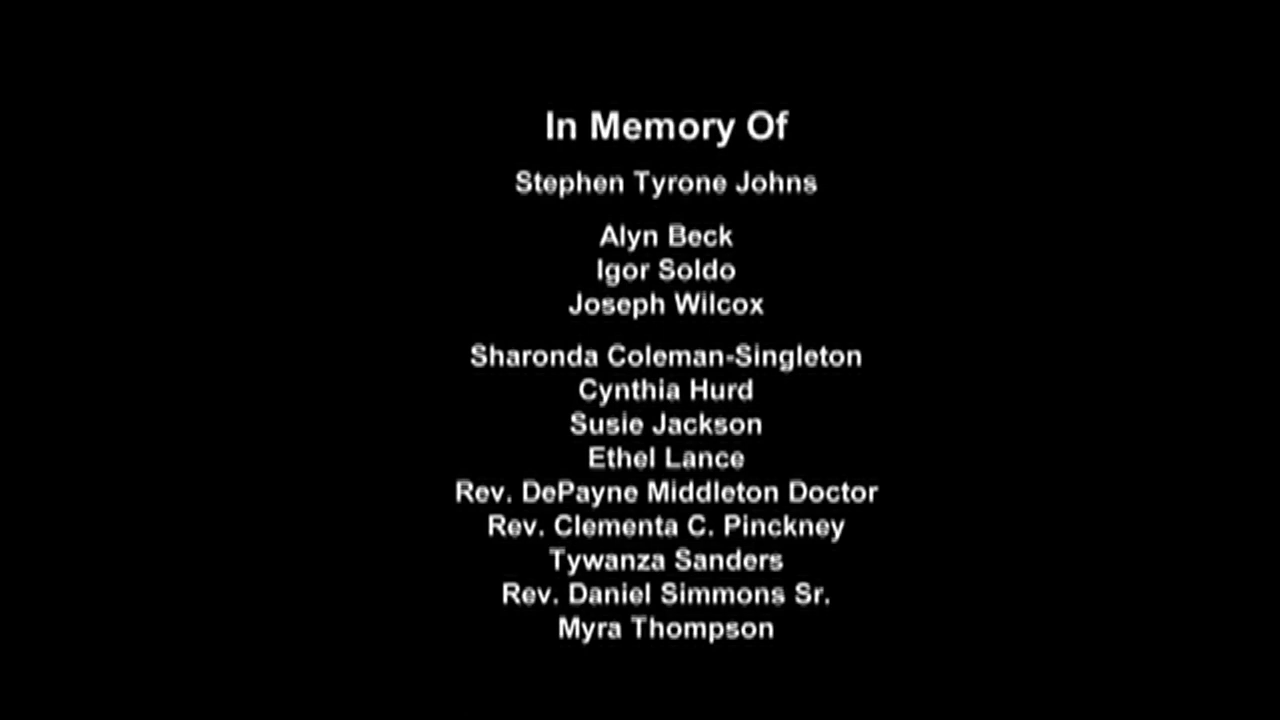 In Memory Of
Stephen Tyrone Johns
Alyn Beck
Igor Soldo
Joseph Wilcox
Sharonda Coleman-Singleton
Cynthia Hurd
Susie Jackson
Ethel Lance
Rev. DePayne Middleton Doctor
Rev. Clementa C. Pinckney
Tywanza Sanders
Rev. Daniel Simmons Sr.
Myra Thompson